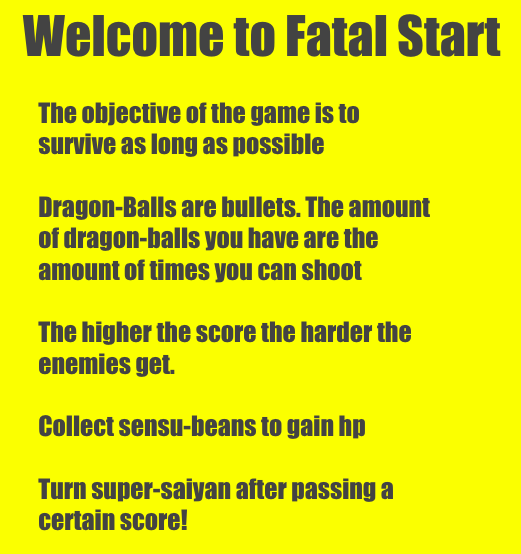 Welcome to Fatal Start
The objective of the game is to
survive as long as possible
Dragon-Balls are bullets. The amount
of dragon-balls you have are the
amount of times you can shoot
The higher the score the harder the
enemies get.
Collect sensu-beans to gain hp
Turn super-saiyan after passing a
certain score!